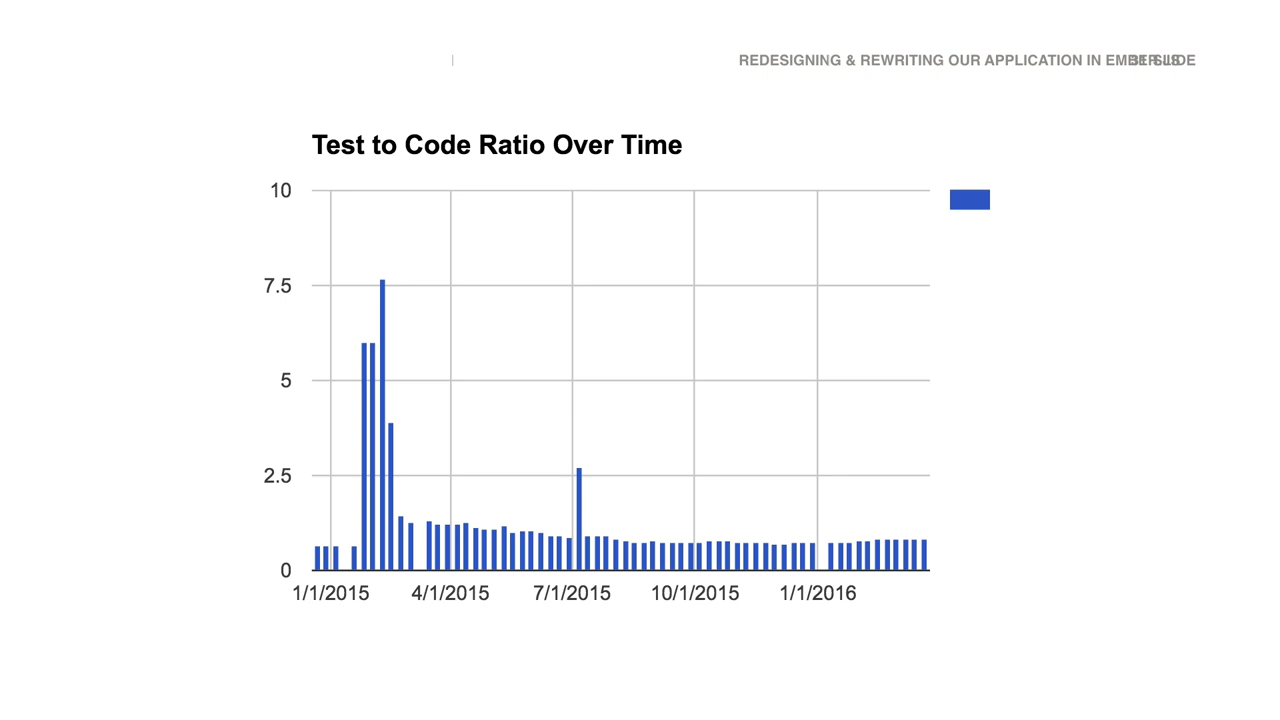 REDESIGNING & REWRITING OUR APPLICATION IN EMBER
Test to Code Ratio Over Time
10
7.5
5
2.5
0
1/1/2015 4/1/2015 7/1/2015 10/1/2015 1/1/2016